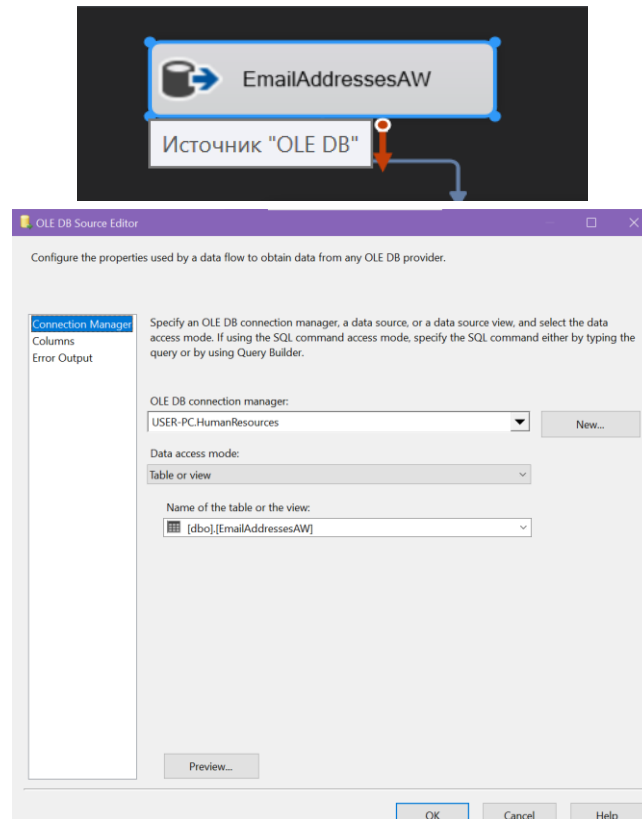 EmailAddressesAW
Источник "OLE DB"
OLE DB Source Editor
Configure the properties used by a data flow to obtain data from any OLE DB provider.
Connection Manager
Columns
Error Output
Specify an OLE DB connection manager, a data source, or a data source view, and select the data
access mode. If using the SQL command access mode, specify the SQL command either by typing the
query or by using Query Builder.
OLE DB connection manager:
USER-PC.HumanResources
New...
Data access mode:
Table or view
Name of the table or the view:
[dbo].[EmailAddressesAW]
Preview...
OK
Cancel
Help